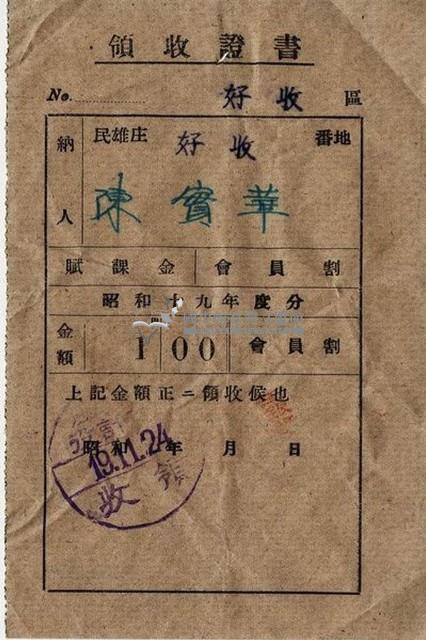 領收證書
No. 好收 區
納人 民雄庄 好收 番地
陳寶華
賦課金 會員割
昭和十九年度分
金額 1 00 會員割
上記金額正ニ領收候也
昭和 年 月 日
19.11.24
收